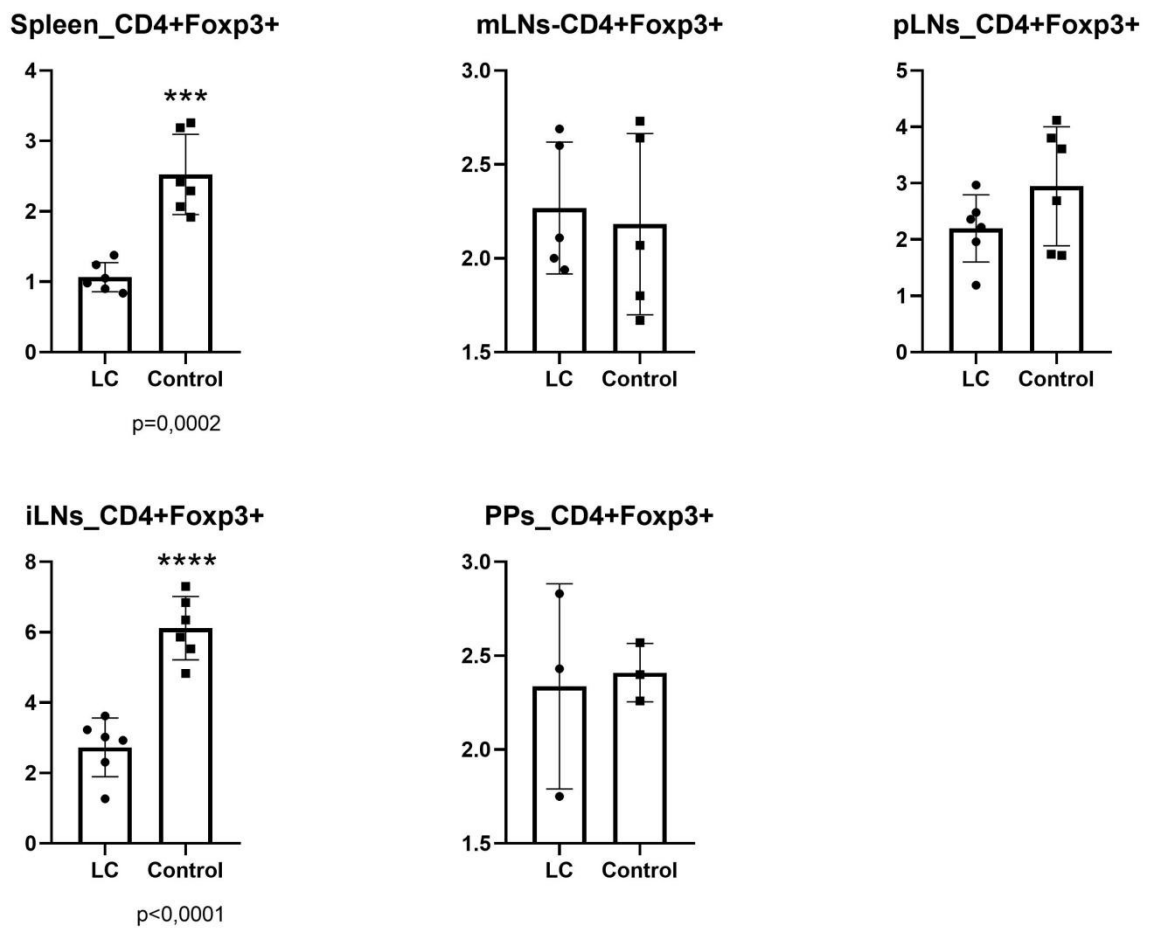 Spleen_CD4+Foxp3+
4
3
2
1
0
***
LC Control
p=0,0002
mLNs-CD4+Foxp3+
3.0
2.5
2.0
1.5
LC Control
pLNs_CD4+Foxp3+
5
4
3
2
1
0
LC Control
iLNs_CD4+Foxp3+
8
6
4
2
0
****
LC Control
p<0,0001
PPs_CD4+Foxp3+
3.0
2.5
2.0
1.5
LC Control